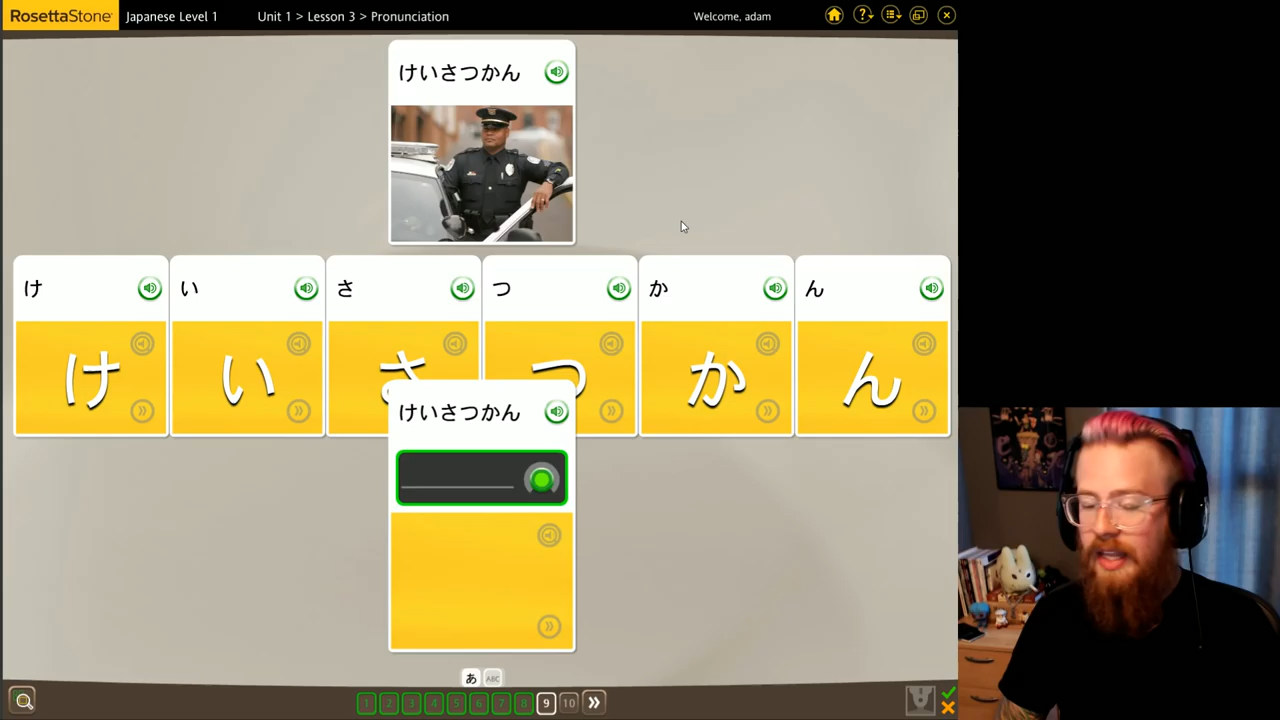 RosettaStone
Japanese Level 1
Unit 1 > Lesson 3 > Pronunciation
Welcome, adam
けいさつかん
け
い
さ
つ
か
ん
け
い
さ
つ
か
ん
けいさつかん
あ
ABC
1 2 3 4 5 6 7 8 9 10